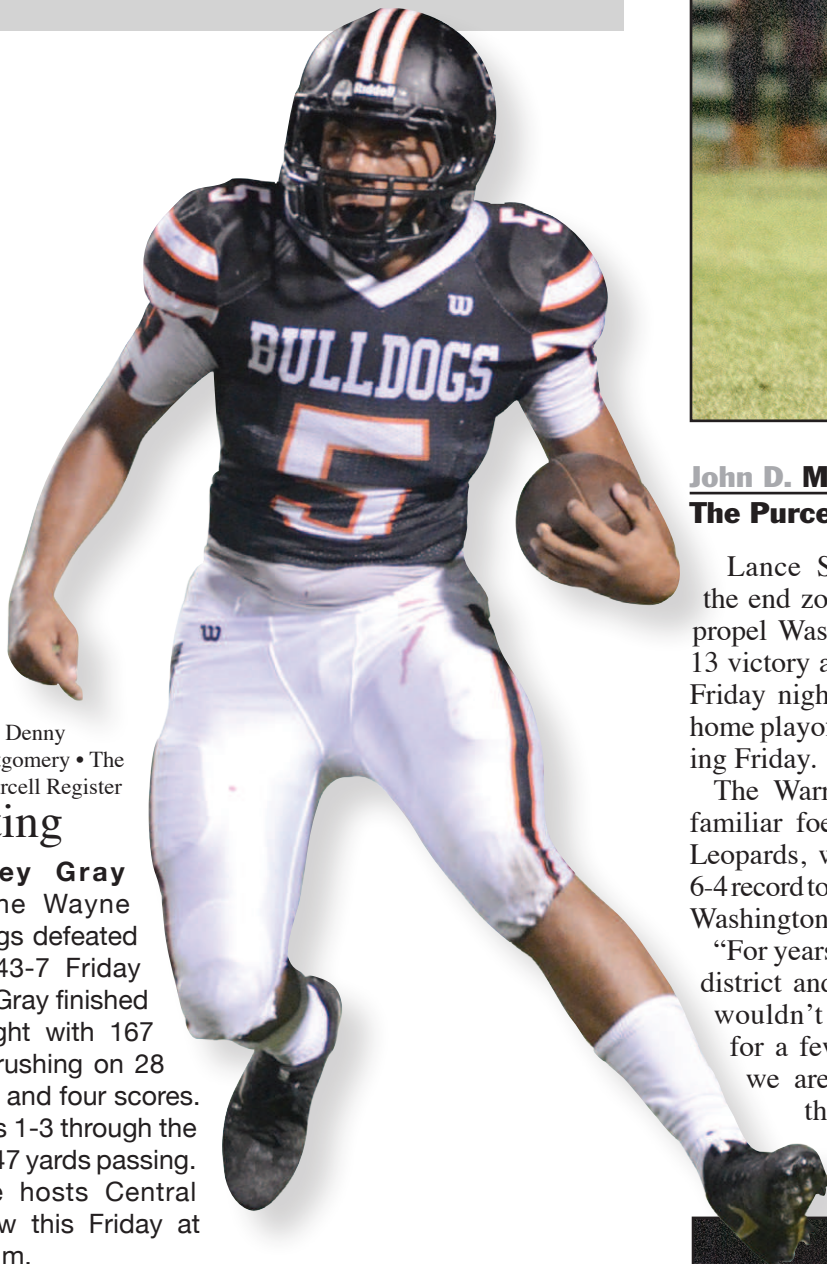 Riddell
5
5
W
BULLDOGS
5
W
Denny
gomery • The
rcell Register
ing
ey Gray
ne Wayne
gs defeated
43-7 Friday
Gray finished
ght with 167
rushing on 28
and four scores.
s 1-3 through the
47 yards passing.
e hosts Central
w this Friday at
m.
John D. M
The Purce
Lance S
the end zo
propel Was
13 victory a
Friday nigh
home playof
ing Friday.
The Warr
familiar foe
Leopards, w
6-4 record to
Washington
“For years
district and
wouldn’t
for a few
we are
th